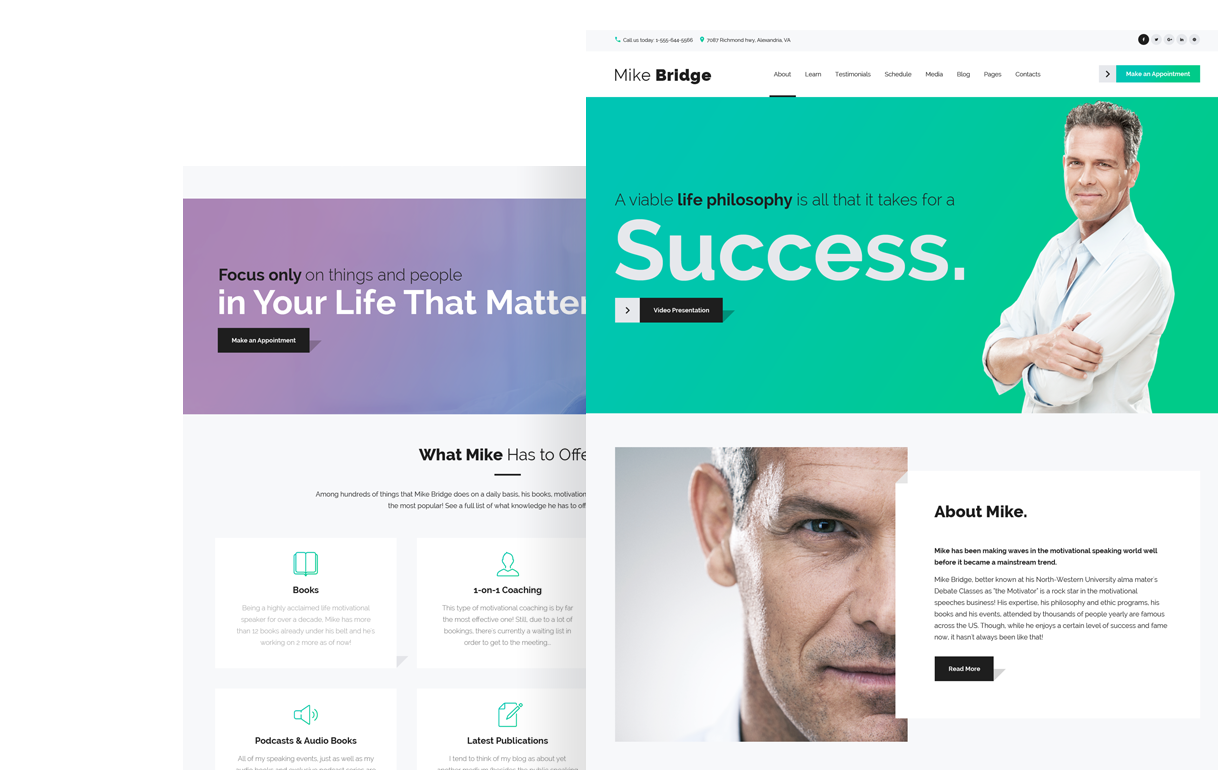 Call us today: 1-555-644-5566 7087 Richmond hwy, Alexandria, VA
Mike Bridge
About Learn Testimonials Schedule Media Blog Pages Contacts
Make an Appointment
A viable life philosophy is all that it takes for a
Success.
Video Presentation
About Mike.
Mike has been making waves in the motivational speaking world well
before it became a mainstream trend.
Mike Bridge, better known at his North-Western University alma mater's
Debate Classes as "the Motivator" is a rock star in the motivational
speeches business! His expertise, his philosophy and ethic programs, his
books and his events, attended by thousands of people yearly are famous
across the US. Though, while he enjoys a certain level of success and fame
now, it hasn't always been like that!
Read More
Focus only on things and people
in Your Life That Matter
Make an Appointment
What Mike Has to Offe
Among hundreds of things that Mike Bridge does on a daily basis, his books, motivation
the most popular! See a full list of what knowledge he has to off
Books
Being a highly acclaimed life motivational
speaker for over a decade, Mike has more
than 12 books already under his belt and he's
working on 2 more as of now!
1-on-1 Coaching
This type of motivational coaching is by far
the most effective one! Still, due to a lot of
bookings, there's currently a waiting list in
order to get to the meeting...
Podcasts & Audio Books
All of my speaking events, just as well as my
Latest Publications
I tend to think of my blog as about yet